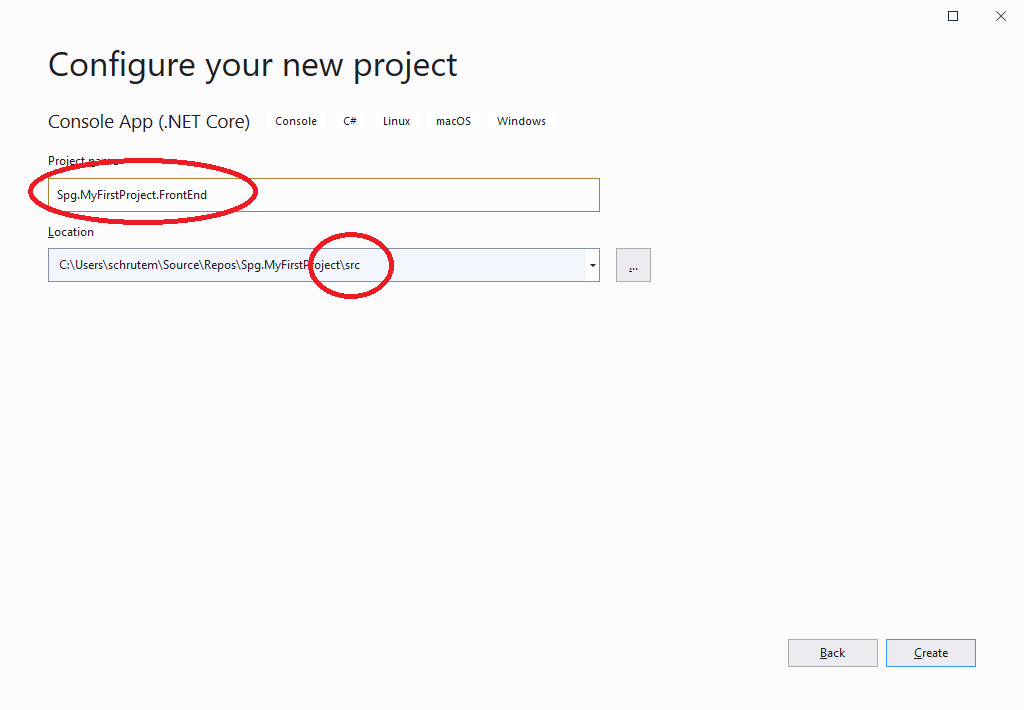 Configure your new project
Console App (.NET Core) Console C# Linux macOS Windows
Project name
Spg.MyFirstProject.FrontEnd
Location
C:\Users\schrutem\Source\Repos\Spg.MyFirstProject\src
...
Back Create